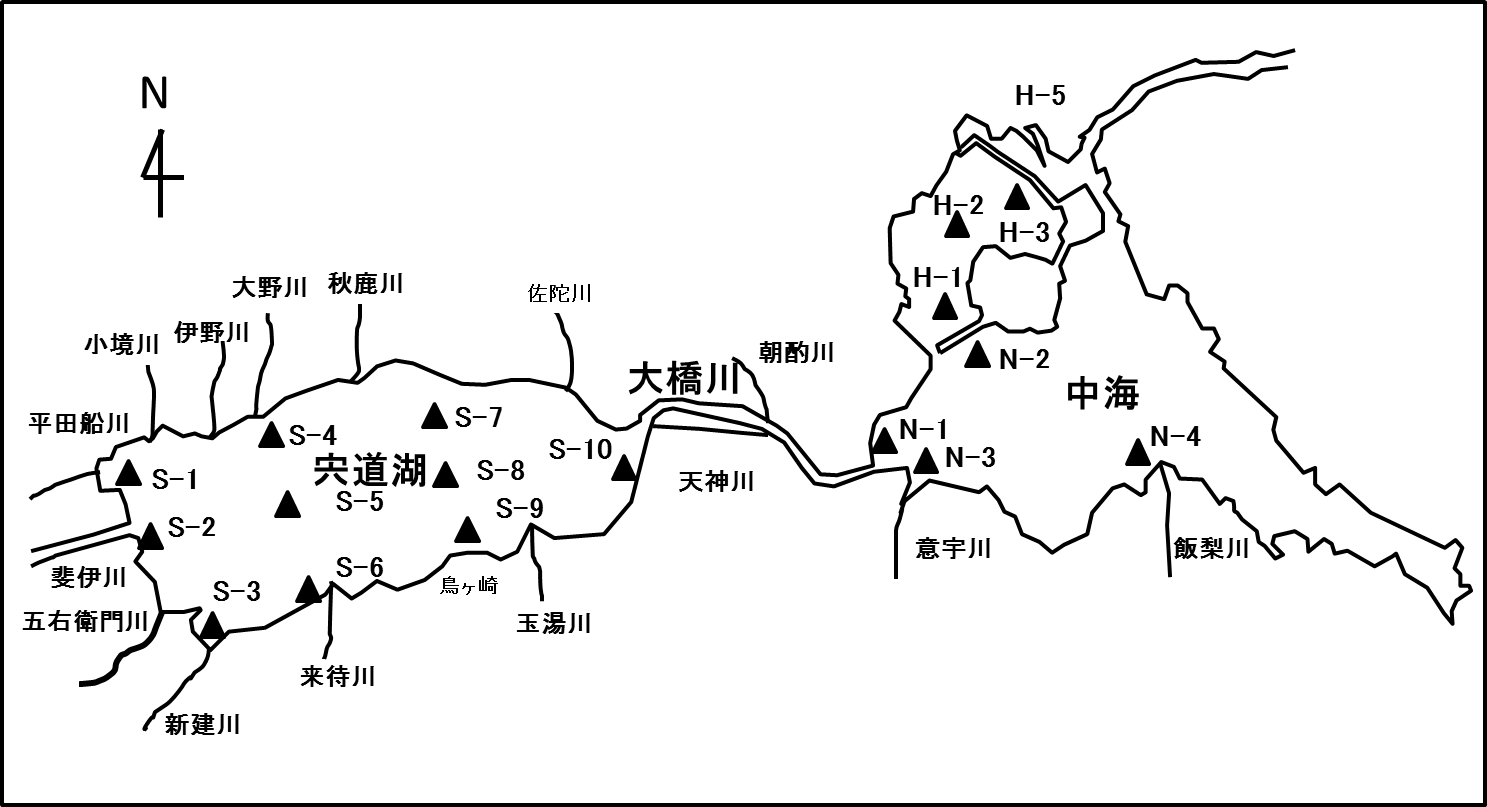 N
H-5
H-2
H-3
H-1
大野川
秋鹿川
佐陀川
小境川
伊野川
朝酌川
大橋川
N-2
中海
平田船川
S-4
S-7
S-10
N-1
N-3
N-4
宍道湖
S-8
S-1
S-5
天神川
S-9
S-2
意宇川
飯梨川
斐伊川
S-6
鳥ヶ崎
S-3
五右衛門川
玉湯川
来待川
新建川